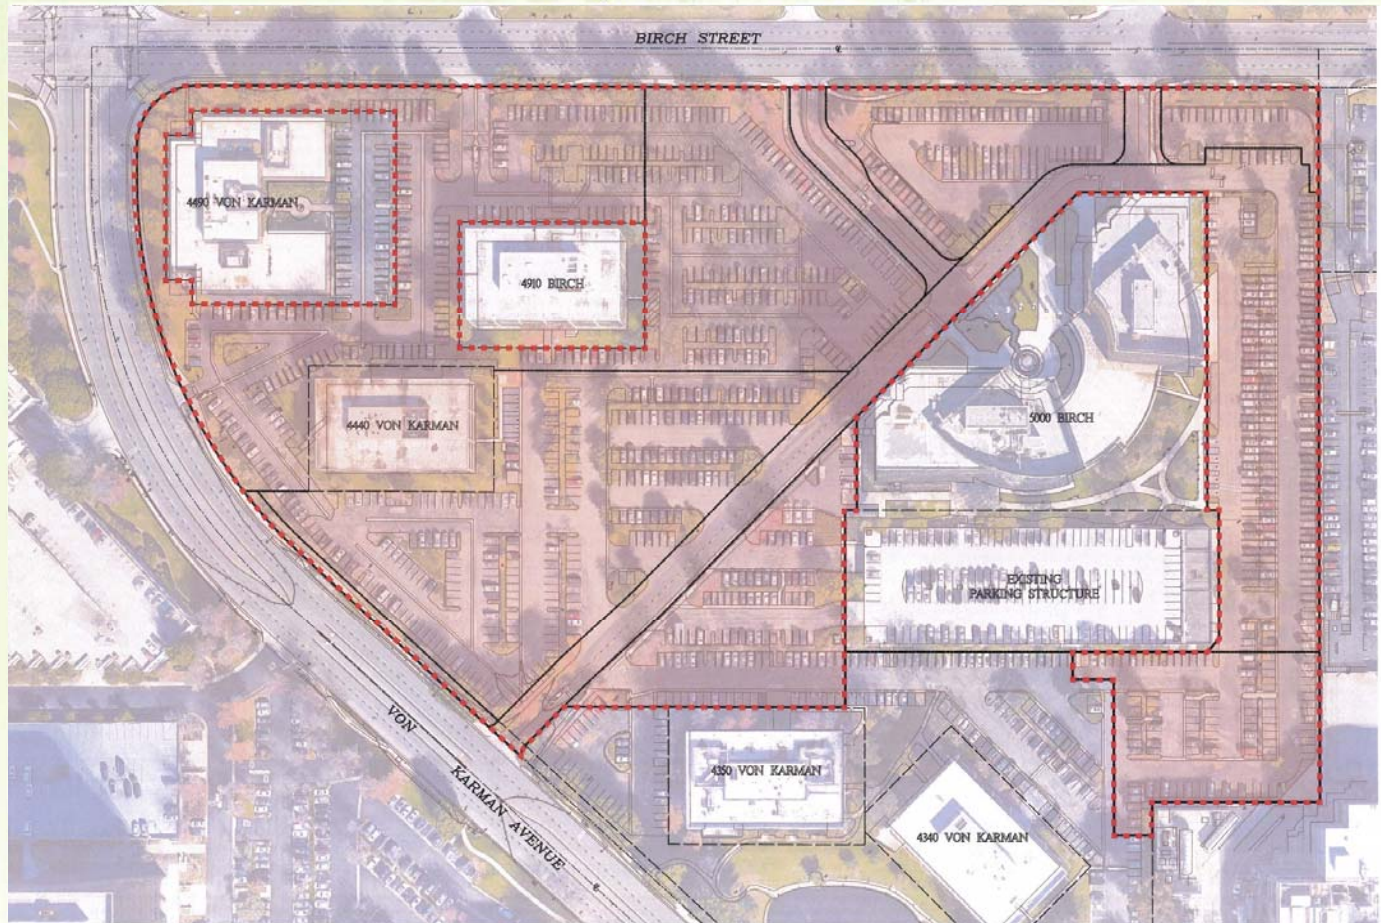 BIRCH STREET
4490 VON KARMAN
4910 BIRCH
4440 VON KARMAN
5000 BIRCH
EXISTING
PARKING STRUCTURE
VON
KARMAN AVENUE
4350 VON KARMAN
4340 VON KARMAN